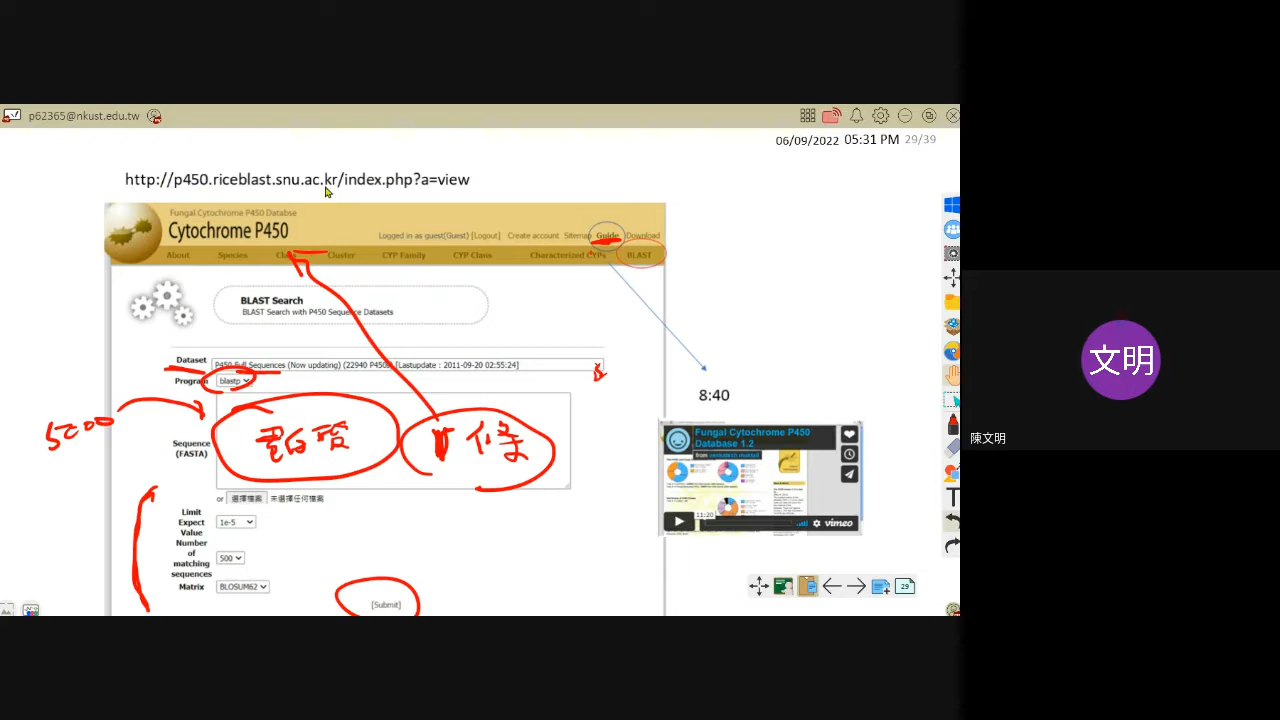 p62365@nkust.edu.tw
06/09/2022 05:31 PM 29/39
http://p450.riceblast.snu.ac.kr/index.php?a=view
Fungal Cytochrome P450 Databse
Cytochrome P450
Logged in as guest(Guest) [Logout] Create account Sitemap Guide Download
About Species Class Cluster CYP Family CYP Clans Characterized CYPs BLAST
BLAST Search
BLAST Search with P450 Sequence Datasets
Dataset
P450 Full Sequences (Now updating) (22940 P450s) [Lastupdate : 2011-09-20 02:55:24]
Program blastp
8:40
5200
Sequence
(FASTA)
條
or 選擇檔案 未選擇任何檔案
Limit
Expect
Value
1e-5
Number
of
matching
sequences
500
Matrix BLOSUM62
[Submit]
Fungal Cytochrome P450
Database 1.2
from
11:20
vimeo
29
文明
陳文明